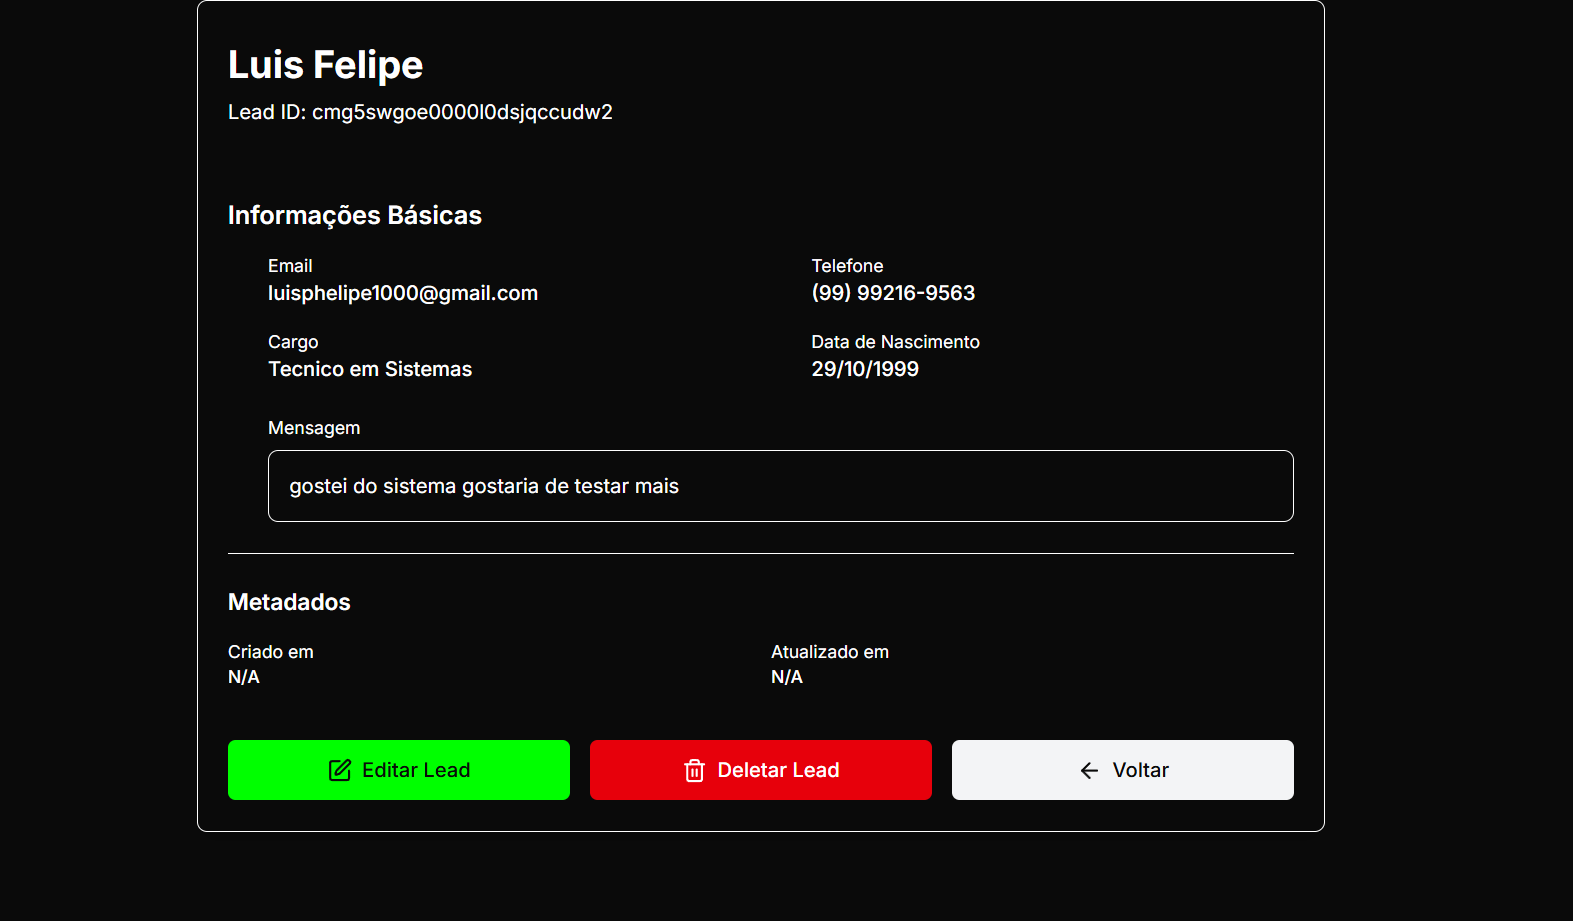 Luis Felipe
Lead ID: cmg5swgoe0000l0dsjqccudw2
Informações Básicas
Email
luisphelipe1000@gmail.com
Telefone
(99) 99216-9563
Cargo
Tecnico em Sistemas
Data de Nascimento
29/10/1999
Mensagem
gostei do sistema gostaria de testar mais
Metadados
Criado em
N/A
Atualizado em
N/A
Editar Lead
Deletar Lead
Voltar